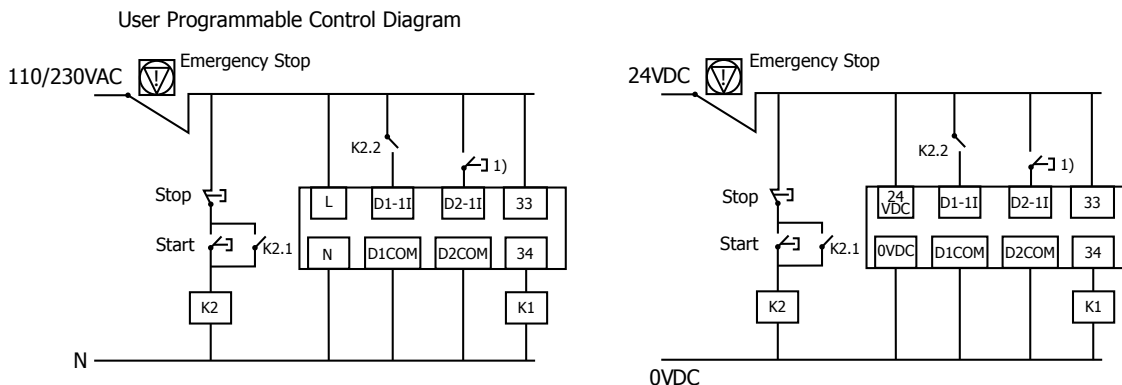 User Programmable Control Diagram
Emergency Stop
110/230VAC
K2.2
1)
Stop
L
D1-1I
D2-1I
33
Start
K2.1
N
D1COM
D2COM
34
K2
K1
N
Emergency Stop
24VDC
K2.2
1)
Stop
24
VDC
D1-1I
D2-1I
33
Start
K2.1
0VDC
D1COM
D2COM
34
K2
K1
0VDC